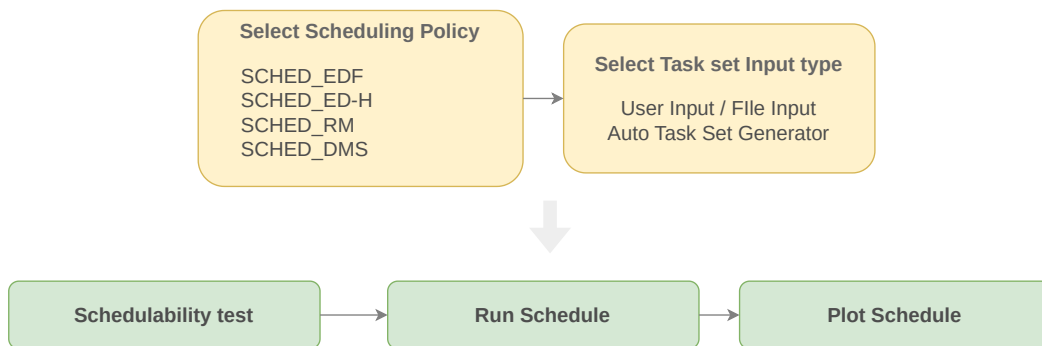 Select Scheduling Policy
SCHED_EDF
SCHED_ED-H
SCHED_RM
SCHED_DMS
Select Task set Input type
User Input / FIle Input
Auto Task Set Generator
Schedulability test
Run Schedule
Plot Schedule